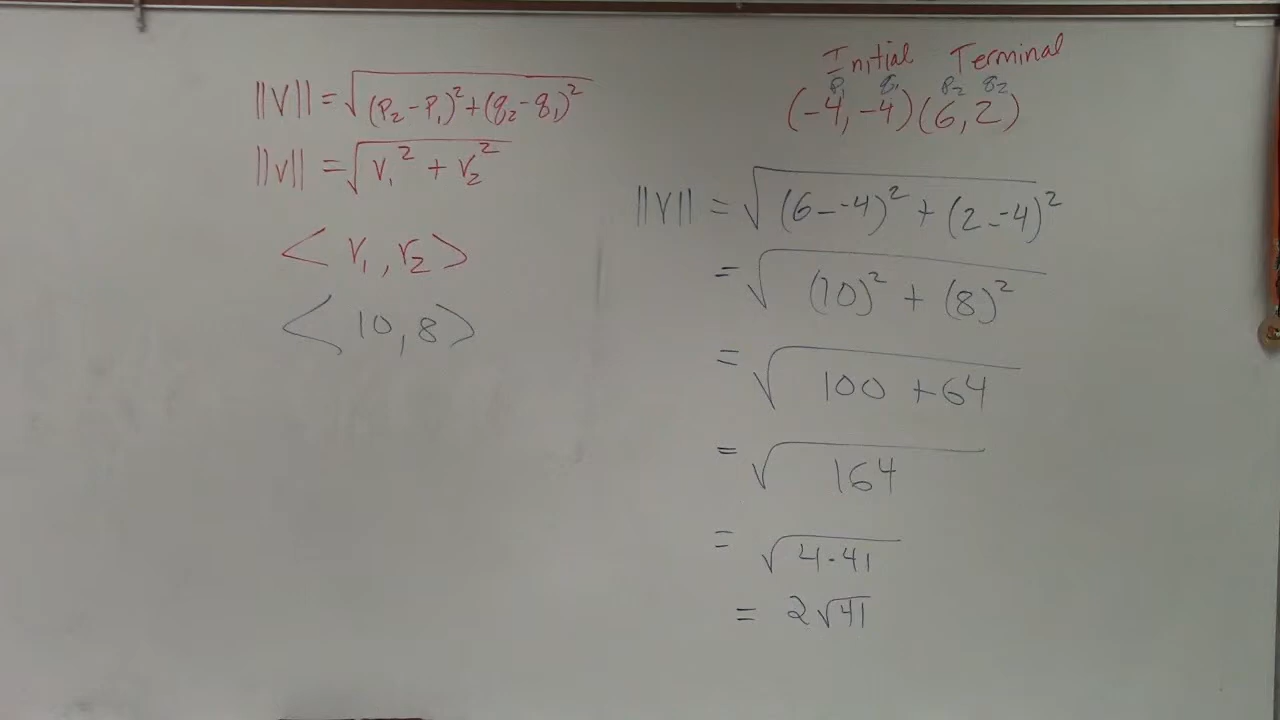 ||V|| = √(p₂ - p₁)² + (q₂ - q₁)²
||v|| = √v₁² + v₂²
< v₁, v₂ >
< 10, 8 >
Initial Terminal
p₁ q₁ p₂ q₂
(-4, -4) (6, 2)
||V|| = √(6 - -4)² + (2 - -4)²
= √(10)² + (8)²
= √100 + 64
= √164
= √4·41
= 2√41